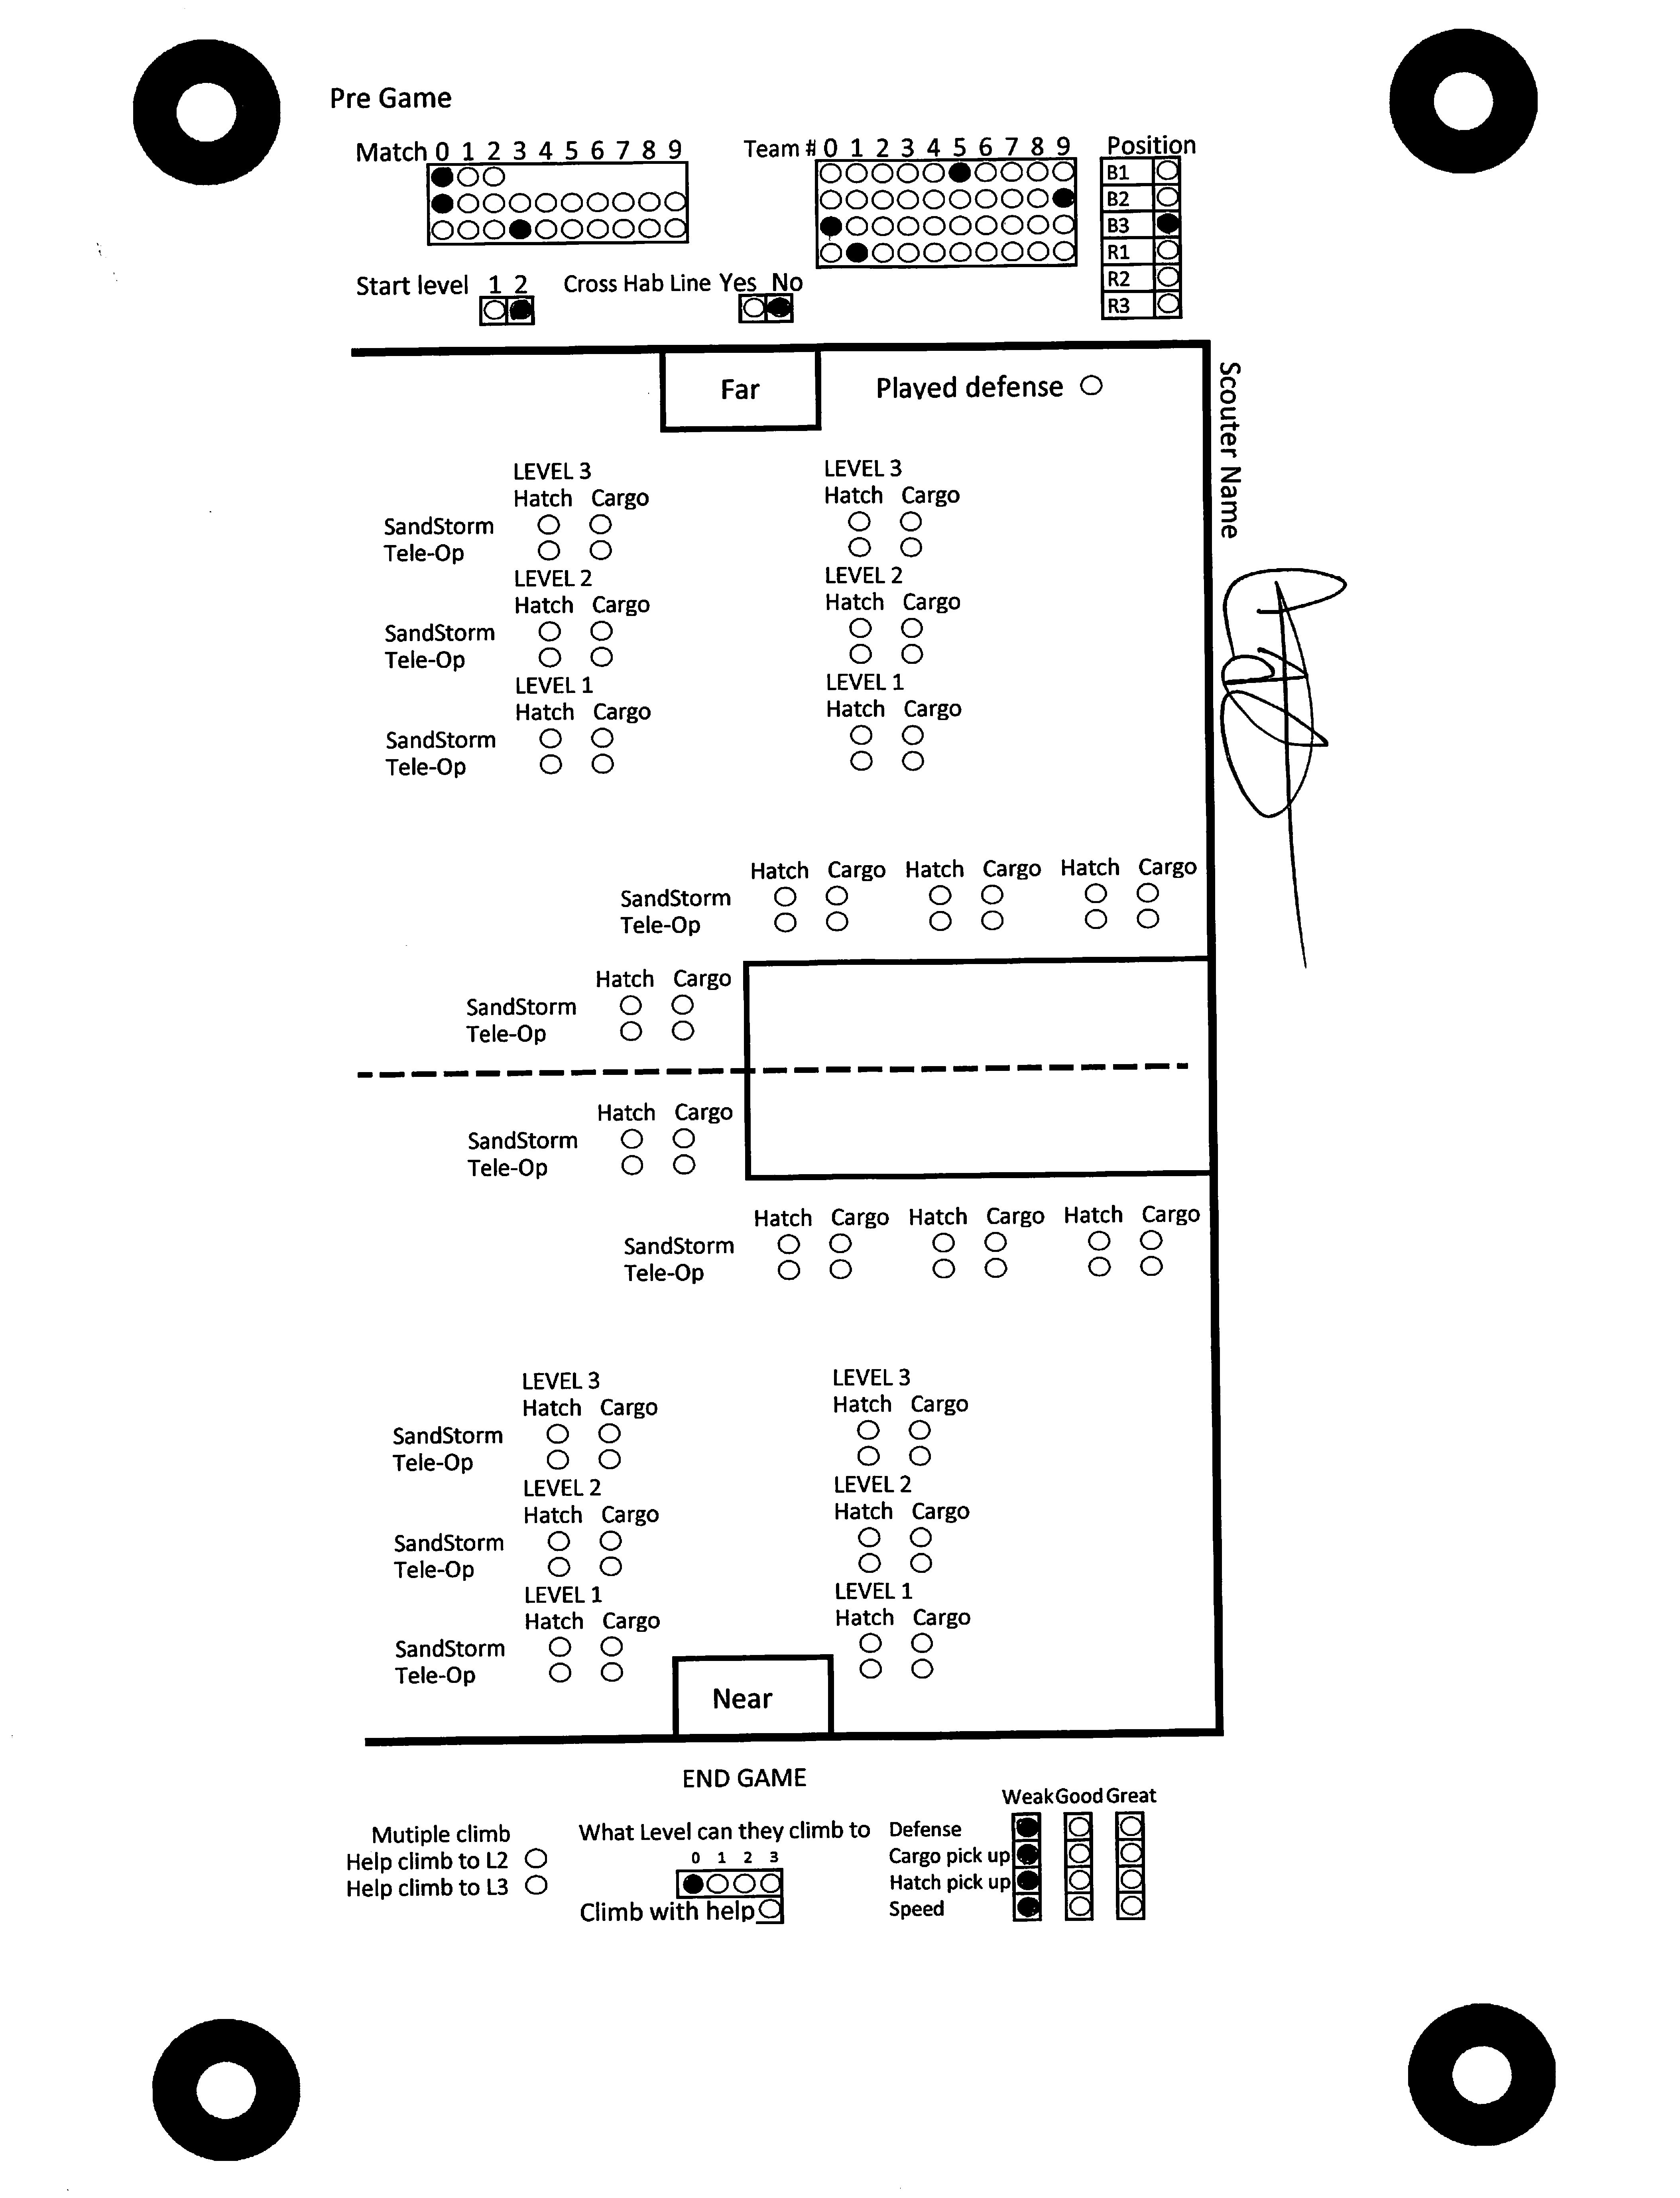 Pre Game
Match 0 1 2 3 4 5 6 7 8 9
Team # 0 1 2 3 4 5 6 7 8 9
Position
B1
B2
B3
R1
R2
R3
Start level 1 2
Cross Hab Line Yes No
Far
Played defense
Scouter Name
LEVEL 3 LEVEL 3
Hatch Cargo Hatch Cargo
SandStorm
Tele-Op
LEVEL 2 LEVEL 2
Hatch Cargo Hatch Cargo
SandStorm
Tele-Op
LEVEL 1 LEVEL 1
Hatch Cargo Hatch Cargo
SandStorm
Tele-Op
Hatch Cargo Hatch Cargo Hatch Cargo
SandStorm
Tele-Op
Hatch Cargo
SandStorm
Tele-Op
Hatch Cargo
SandStorm
Tele-Op
Hatch Cargo Hatch Cargo Hatch Cargo
SandStorm
Tele-Op
LEVEL 3 LEVEL 3
Hatch Cargo Hatch Cargo
SandStorm
Tele-Op
LEVEL 2 LEVEL 2
Hatch Cargo Hatch Cargo
SandStorm
Tele-Op
LEVEL 1 LEVEL 1
Hatch Cargo Hatch Cargo
SandStorm
Tele-Op
Near
END GAME
Mutiple climb
Help climb to L2
Help climb to L3
What Level can they climb to
0 1 2 3
Climb with help
Weak Good Great
Defense
Cargo pick up
Hatch pick up
Speed